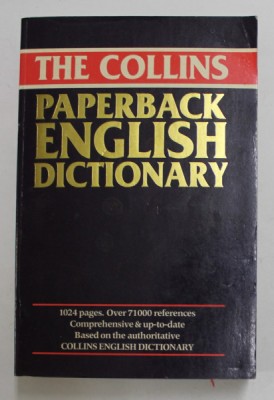 THE COLLINS
PAPERBACK
ENGLISH
DICTIONARY
1024 pages. Over 71000 references
Comprehensive & up-to-date
Based on the authoritative
COLLINS ENGLISH DICTIONARY